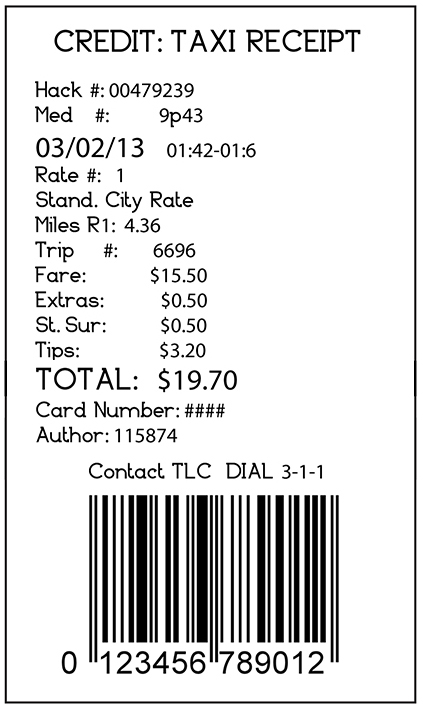 CREDIT: TAXI RECEIPT
Hack #: 00479239
Med #: 9p43
03/02/13 01:42-01:6
Rate #: 1
Stand. City Rate
Miles R1: 4.36
Trip #: 6696
Fare: $15.50
Extras: $0.50
St. Sur: $0.50
Tips: $3.20
TOTAL: $19.70
Card Number: ####
Author: 115874
Contact TLC DIAL 3-1-1
0 123456 789012